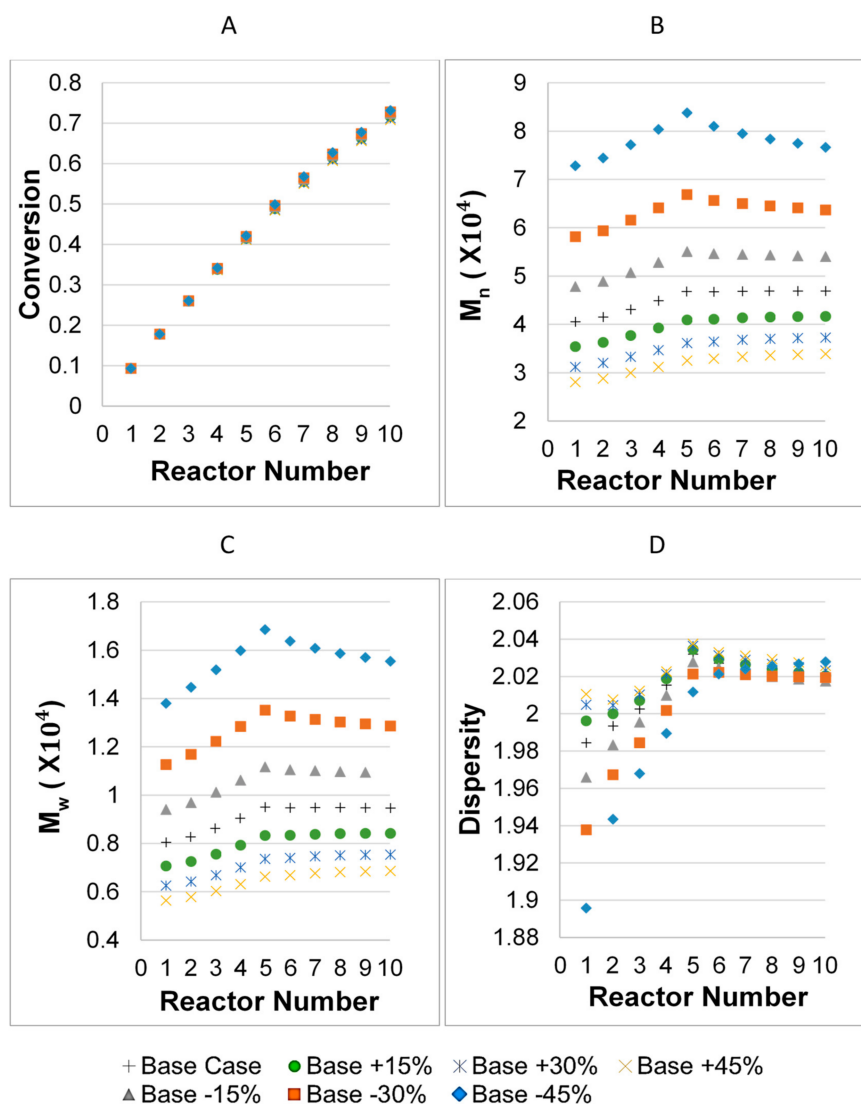 A
Conversion
0.8
0.7
0.6
0.5
0.4
0.3
0.2
0.1
0
0 1 2 3 4 5 6 7 8 9 10
Reactor Number
B
Mn ( X10^4)
9
8
7
6
5
4
3
2
0 1 2 3 4 5 6 7 8 9 10
Reactor Number
C
Mw ( X10^4)
1.8
1.6
1.4
1.2
1
0.8
0.6
0.4
0 1 2 3 4 5 6 7 8 9 10
Reactor Number
D
Dispersity
2.06
2.04
2.02
2
1.98
1.96
1.94
1.92
1.9
1.88
0 1 2 3 4 5 6 7 8 9 10
Reactor Number
Base Case Base +15% Base +30% Base +45%
Base -15% Base -30% Base -45%